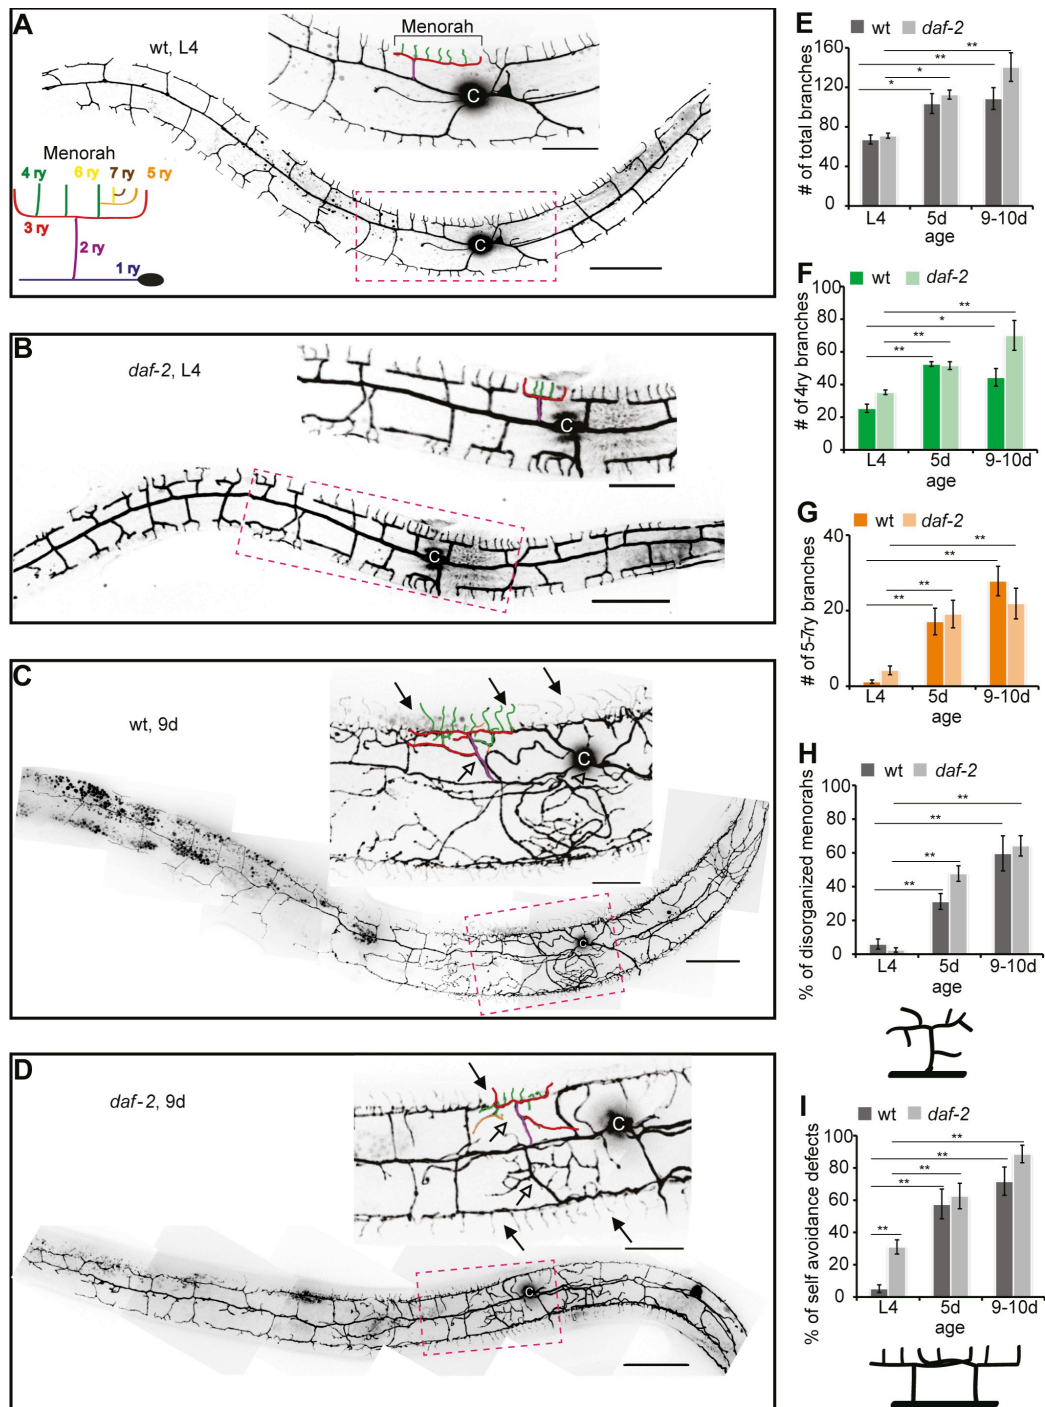 A
wt, L4
Menorah
C
C
Menorah
4 ry
6 ry
7 ry
5 ry
3 ry
2 ry
1 ry
B
daf-2, L4
C
C
C
wt, 9d
C
C
D
daf-2, 9d
C
C
E
wt daf-2
# of total branches
160
120
80
40
0
**
**
*
*
L4 5d 9-10d
age
F
wt daf-2
# of 4ry branches
100
80
60
40
20
0
**
*
**
**
L4 5d 9-10d
age
G
wt daf-2
# of 5-7ry branches
40
20
0
**
**
**
**
L4 5d 9-10d
age
H
wt daf-2
% of disorganized menorahs
100
80
60
40
20
0
**
**
**
**
L4 5d 9-10d
age
I
wt daf-2
% of self avoidance defects
100
80
60
40
20
0
**
**
**
**
**
L4 5d 9-10d
age